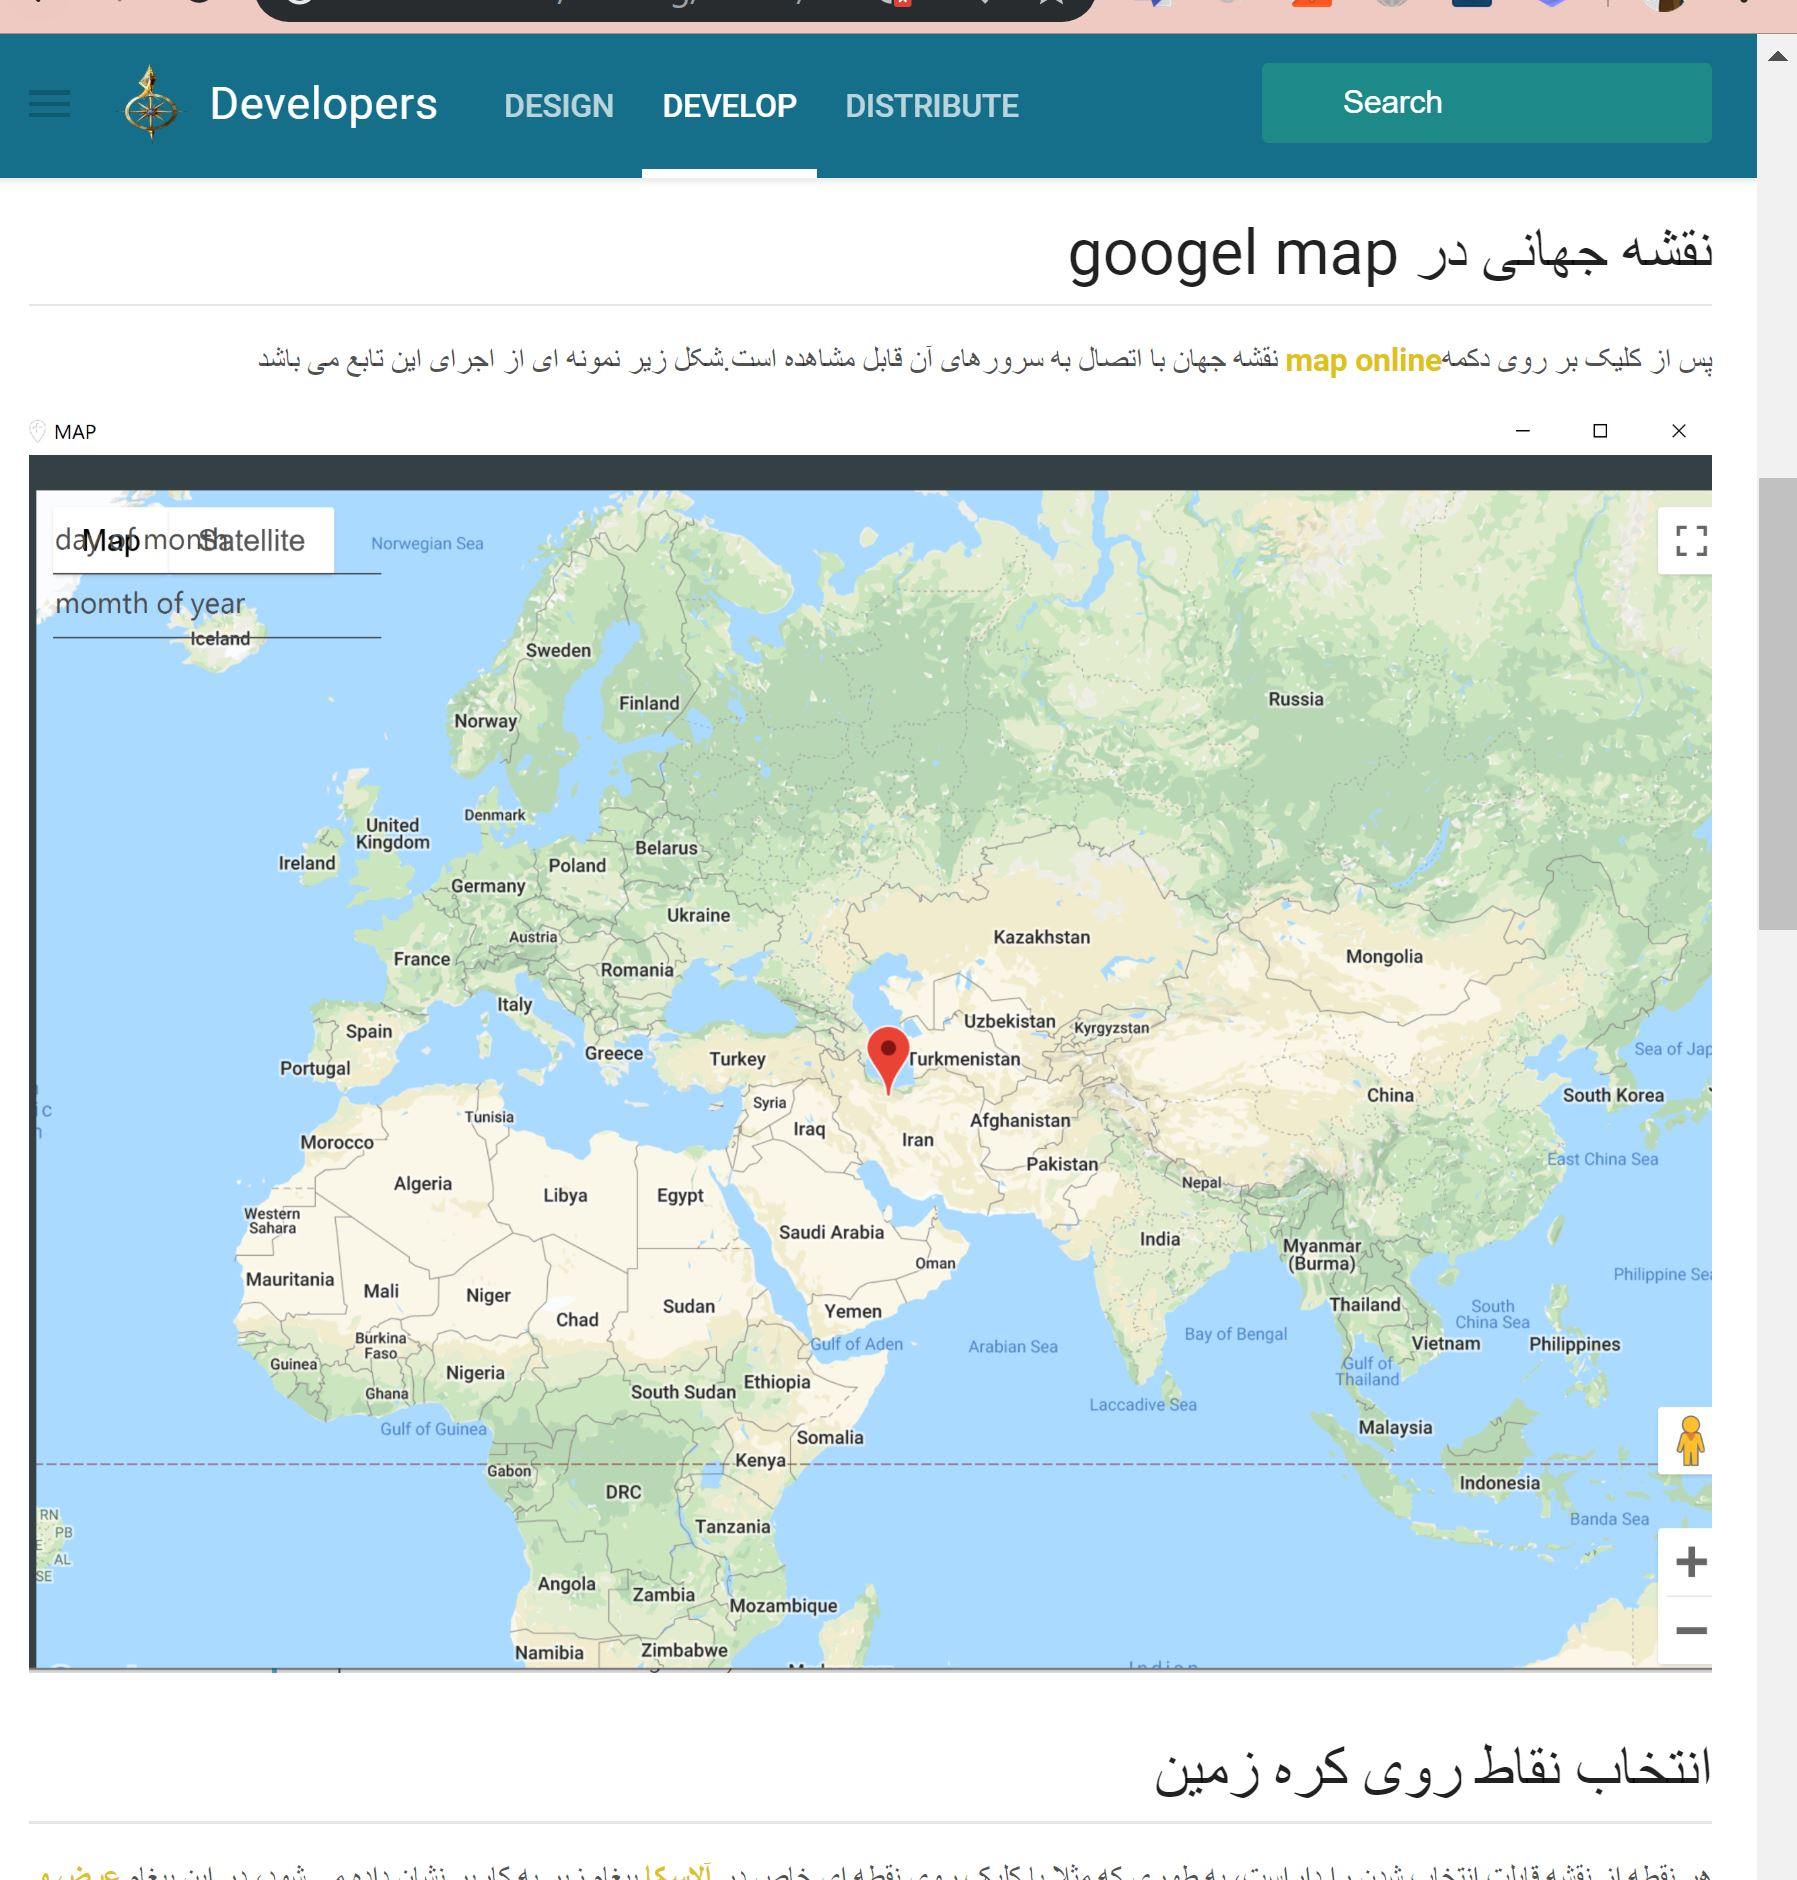 Developers DESIGN DEVELOP DISTRIBUTE Search
نقشه جهانی در googel map
پس از کلیک بر روی دکمهmap online نقشه جهان با اتصال به سرورهای آن قابل مشاهده است.شکل زیر نمونه ای از اجرای این تابع می باشد
MAP
day of month
Map Satellite
Norwegian Sea
momth of year
Iceland
Sweden
Finland
Russia
Norway
Denmark
United
Kingdom
Ireland
Belarus
Poland
Germany
Ukraine
Austria
Kazakhstan
France
Mongolia
Romania
Italy
Uzbekistan
Kyrgyzstan
Spain
Greece
Turkey
Turkmenistan
Portugal
South Korea
China
Syria
Tunisia
Afghanistan
Iraq
Iran
Morocco
East China Sea
Pakistan
Algeria
Nepal
Libya
Egypt
Western
Sahara
Saudi Arabia
India
Myanmar
(Burma)
Oman
Mauritania
Mali
Niger
Sudan
Chad
Yemen
Thailand
South
China Sea
Bay of Bengal
Burkina
Faso
Gulf of Aden
Arabian Sea
Vietnam
Philippines
Guinea
Nigeria
Gulf of
Thailand
Ethiopia
Ghana
South Sudan
Laccadive Sea
Gulf of Guinea
Malaysia
Somalia
Kenya
Gabon
Indonesia
DRC
RN
Banda Sea
PB
Tanzania
AL
SE
Angola
Zambia
Mozambique
Namibia
Zimbabwe
انتخاب نقاط روی کره زمین